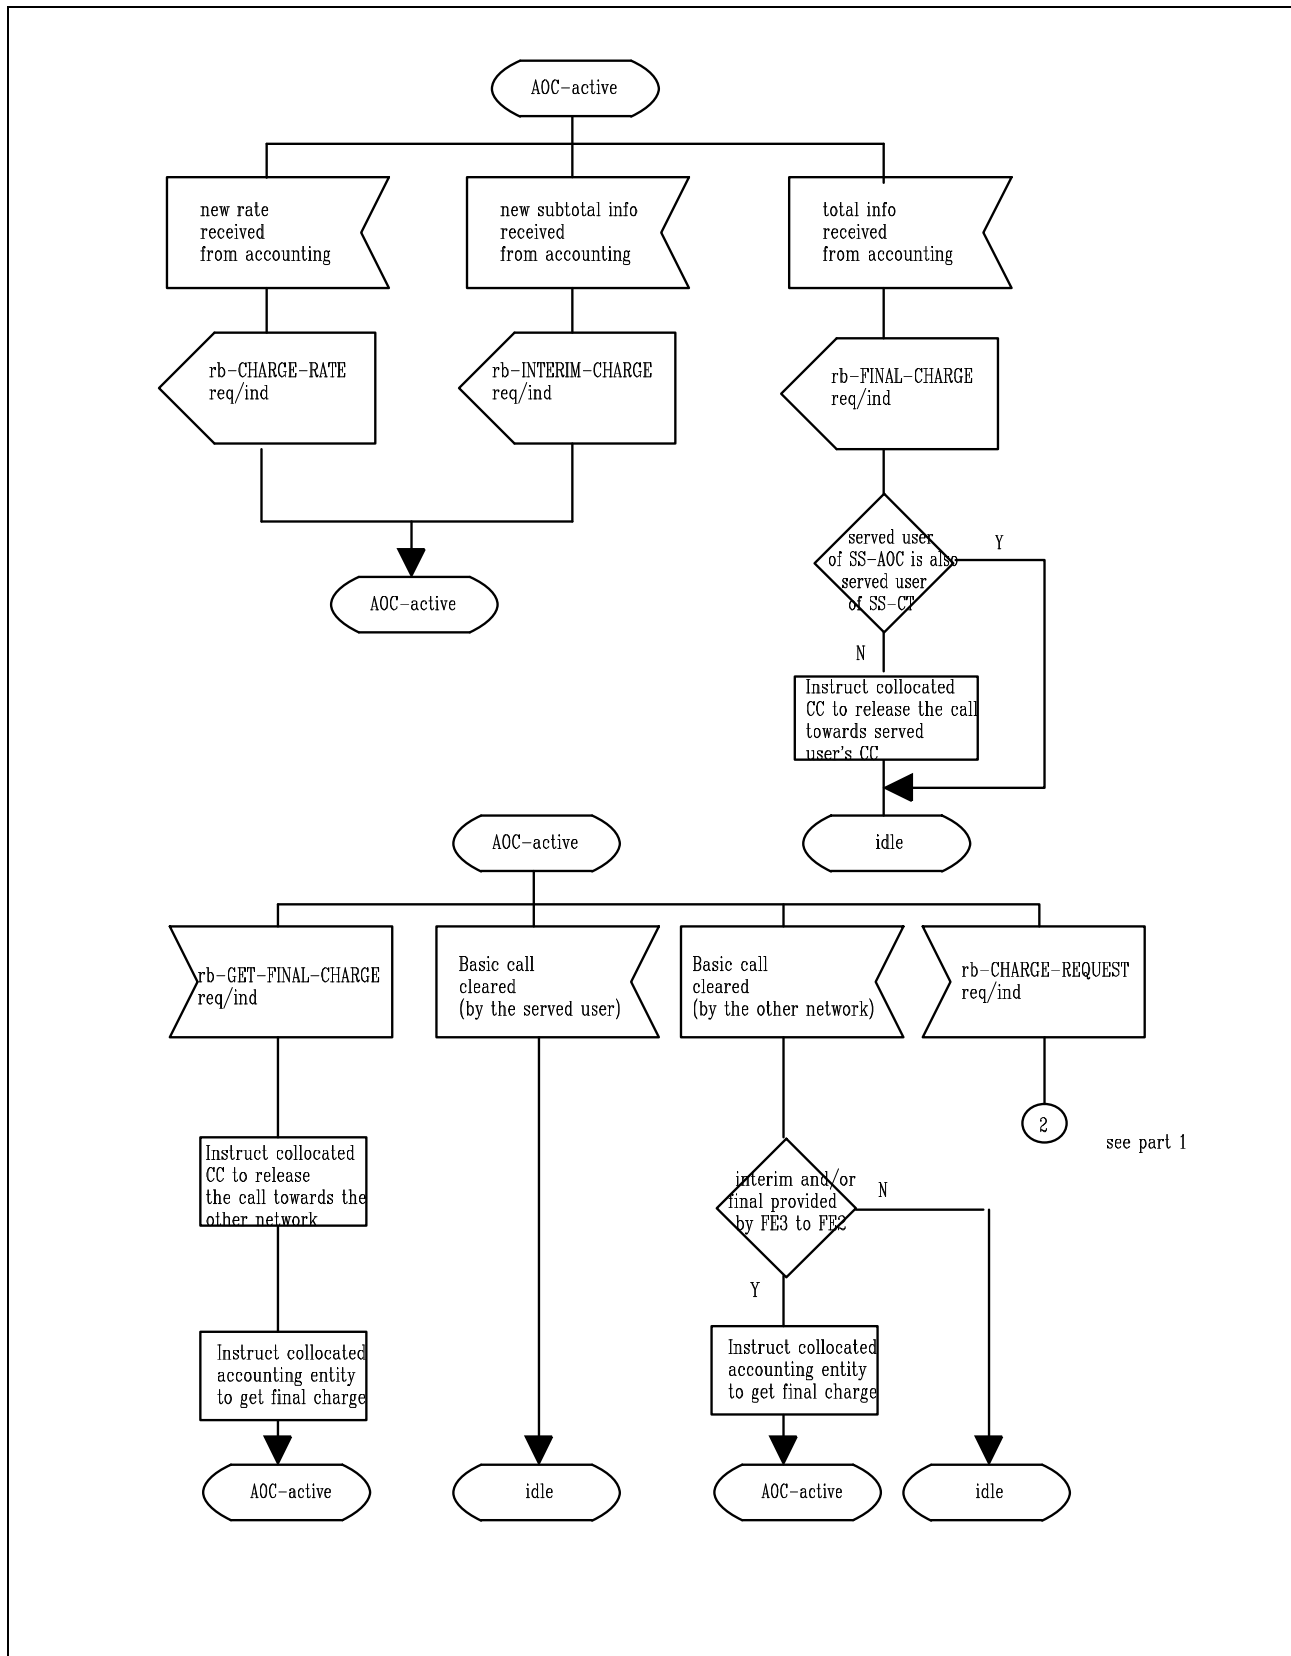 AOC-active
new rate
received
from accounting
new subtotal info
received
from accounting
total info
received
from accounting
rb-CHARGE-RATE
req/ind
rb-INTERIM-CHARGE
req/ind
rb-FINAL-CHARGE
req/ind
served user
of SS-AOC is also
served user
of SS-CT
Y
N
AOC-active
Instruct collocated
CC to release the call
towards served
user's CC
idle
AOC-active
rb-GET-FINAL-CHARGE
req/ind
Basic call
cleared
(by the served user)
Basic call
cleared
(by the other network)
rb-CHARGE-REQUEST
req/ind
2
see part 1
Instruct collocated
CC to release
the call towards the
other network
interim and/or
final provided
by FE3 to FE2
N
Y
Instruct collocated
accounting entity
to get final charge
Instruct collocated
accounting entity
to get final charge
AOC-active
idle
AOC-active
idle